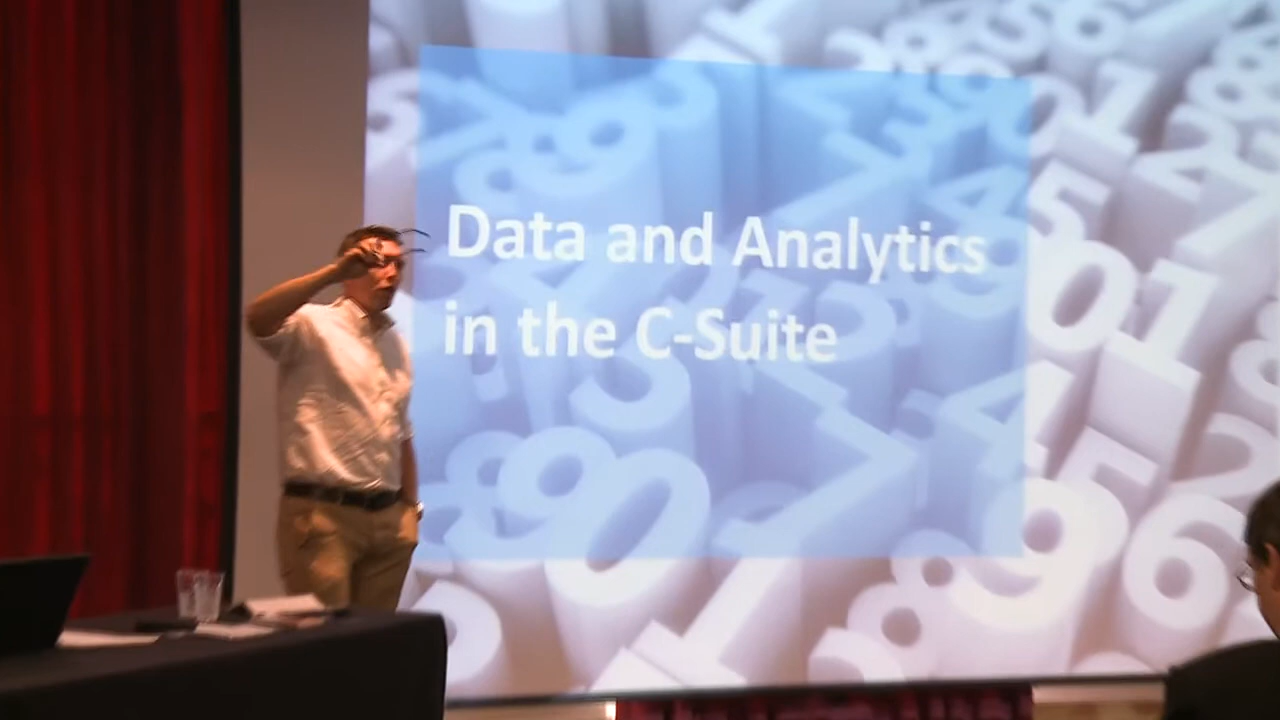 Data and Analytics
in the C-Suite